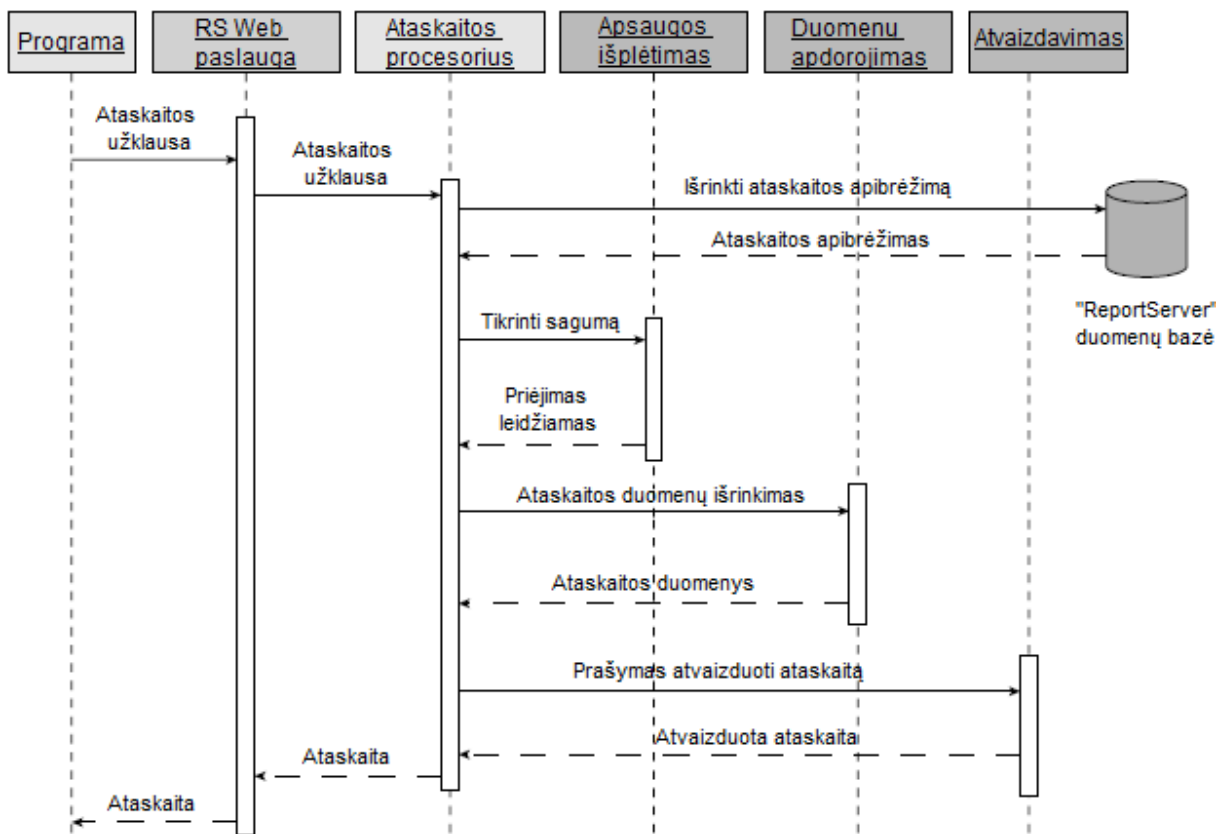 Programa
RS Web
paslauga
Ataskaitos
procesorius
Apsaugos
išplėtimas
Duomenu
apdorojimas
Atvaizdavimas
Ataskaitos
užklausa
Ataskaitos
užklausa
Išrinkti ataskaitos apibrėžimą
Ataskaitos apibrėžimas
"ReportServer"
duomenų bazė
Tikrinti sagumą
Priėjimas
leidžiamas
Ataskaitos duomenų išrinkimas
Ataskaitos duomenys
Prašymas atvaizduoti ataskaitą
Atvaizduota ataskaita
Ataskaita
Ataskaita